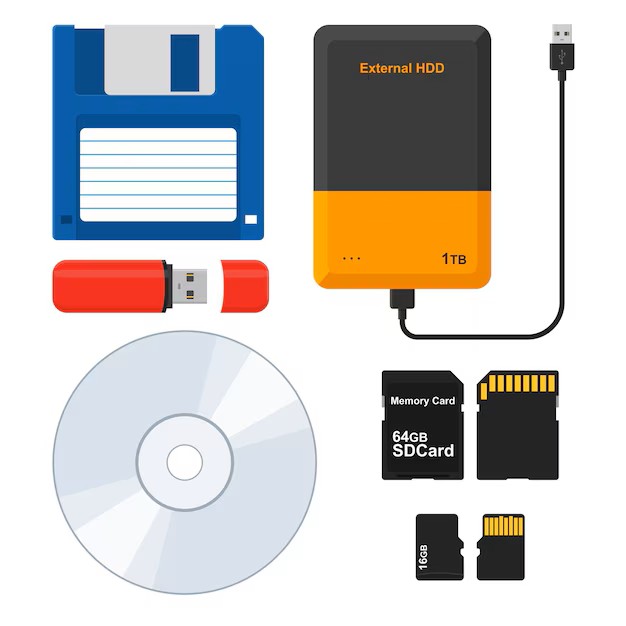 External HDD
1TB
Memory Card
64GB
SDCard
16GB